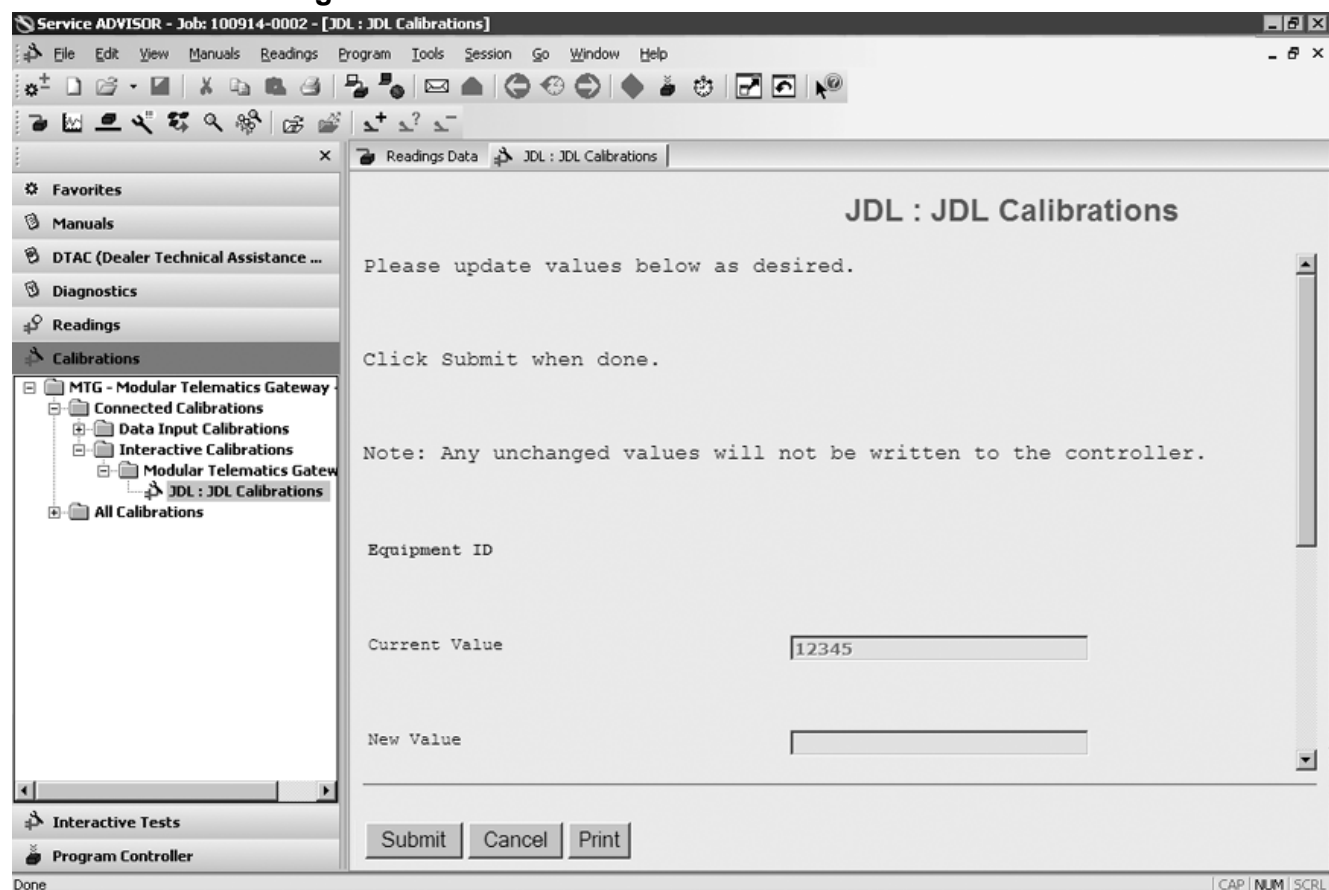 Service ADVISOR - Job: 100914-0002 - [JDL : JDL Calibrations]
File Edit View Manuals Readings Program Tools Session Go Window Help
Readings Data JDL : JDL Calibrations
Favorites
Manuals
DTAC (Dealer Technical Assistance ...
Diagnostics
Readings
Calibrations
MTG - Modular Telematics Gateway -
Connected Calibrations
Data Input Calibrations
Interactive Calibrations
Modular Telematics Gatew
JDL : JDL Calibrations
All Calibrations
Interactive Tests
Program Controller
JDL : JDL Calibrations
Please update values below as desired.
Click Submit when done.
Note: Any unchanged values will not be written to the controller.
Equipment ID
Current Value 12345
New Value
Submit Cancel Print
Done CAP NUM SCRL